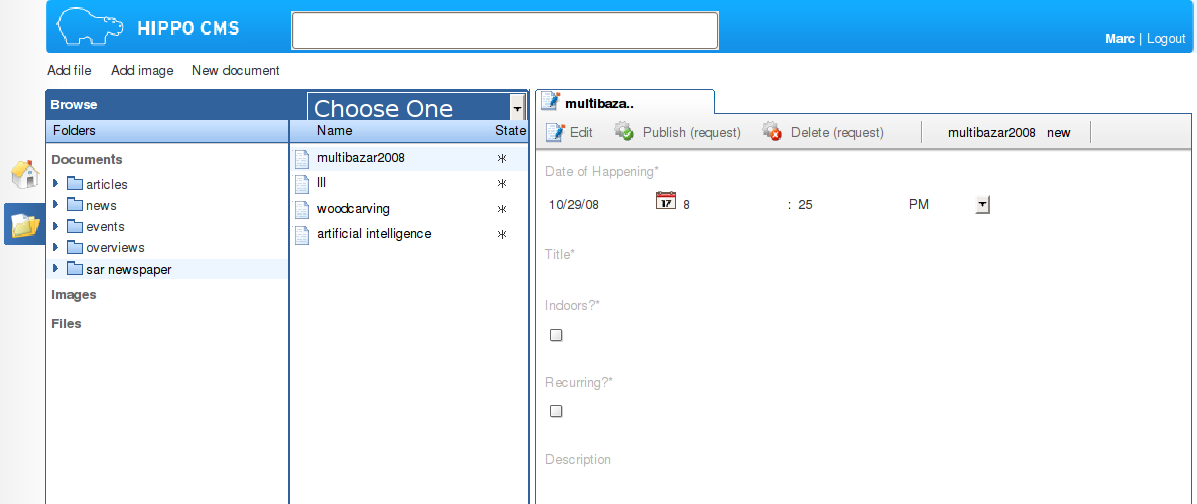 HIPPO CMS
Marc | Logout
Add file Add image New document
Browse Choose One
Folders Name State
Documents
articles
news
events
overviews
sar newspaper
Images
Files
multibazar2008 *
lll *
woodcarving *
artificial intelligence *
multibaza..
Edit Publish (request) Delete (request) multibazar2008 new
Date of Happening*
10/29/08 17 8 : 25 PM
Title*
Indoors?*
Recurring?*
Description